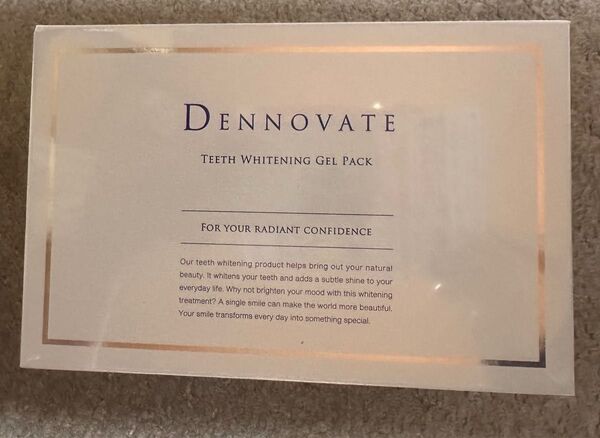 DENNOVATE
TEETH WHITENING GEL PACK
FOR YOUR RADIANT CONFIDENCE
Our teeth whitening product helps bring out your natural
beauty. It whitens your teeth and adds a subtle shine to your
everyday life. Why not brighten your mood with this whitening
treatment? A single smile can make the world more beautiful.
Your smile transforms every day into something special.